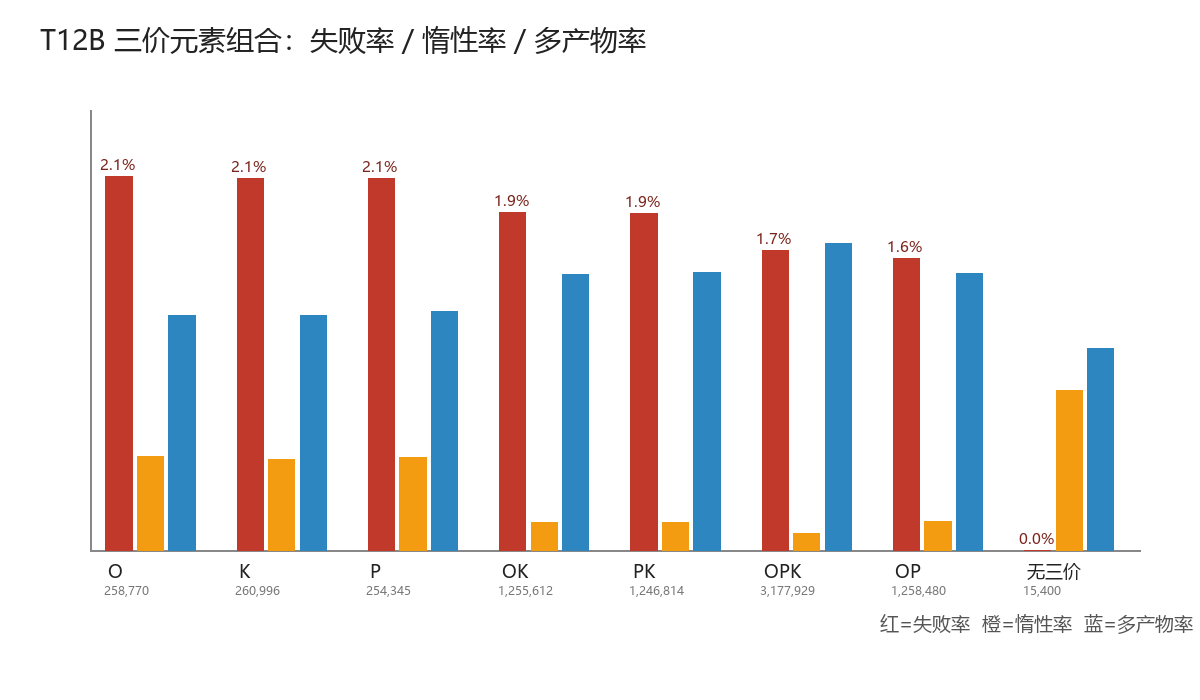 T12B 三价元素组合：失败率 / 惰性率 / 多产物率
2.1% 2.1% 2.1% 1.9% 1.9% 1.7% 1.6% 0.0%
O K P OK PK OPK OP 无三价
258,770 260,996 254,345 1,255,612 1,246,814 3,177,929 1,258,480 15,400
红=失败率 橙=惰性率 蓝=多产物率